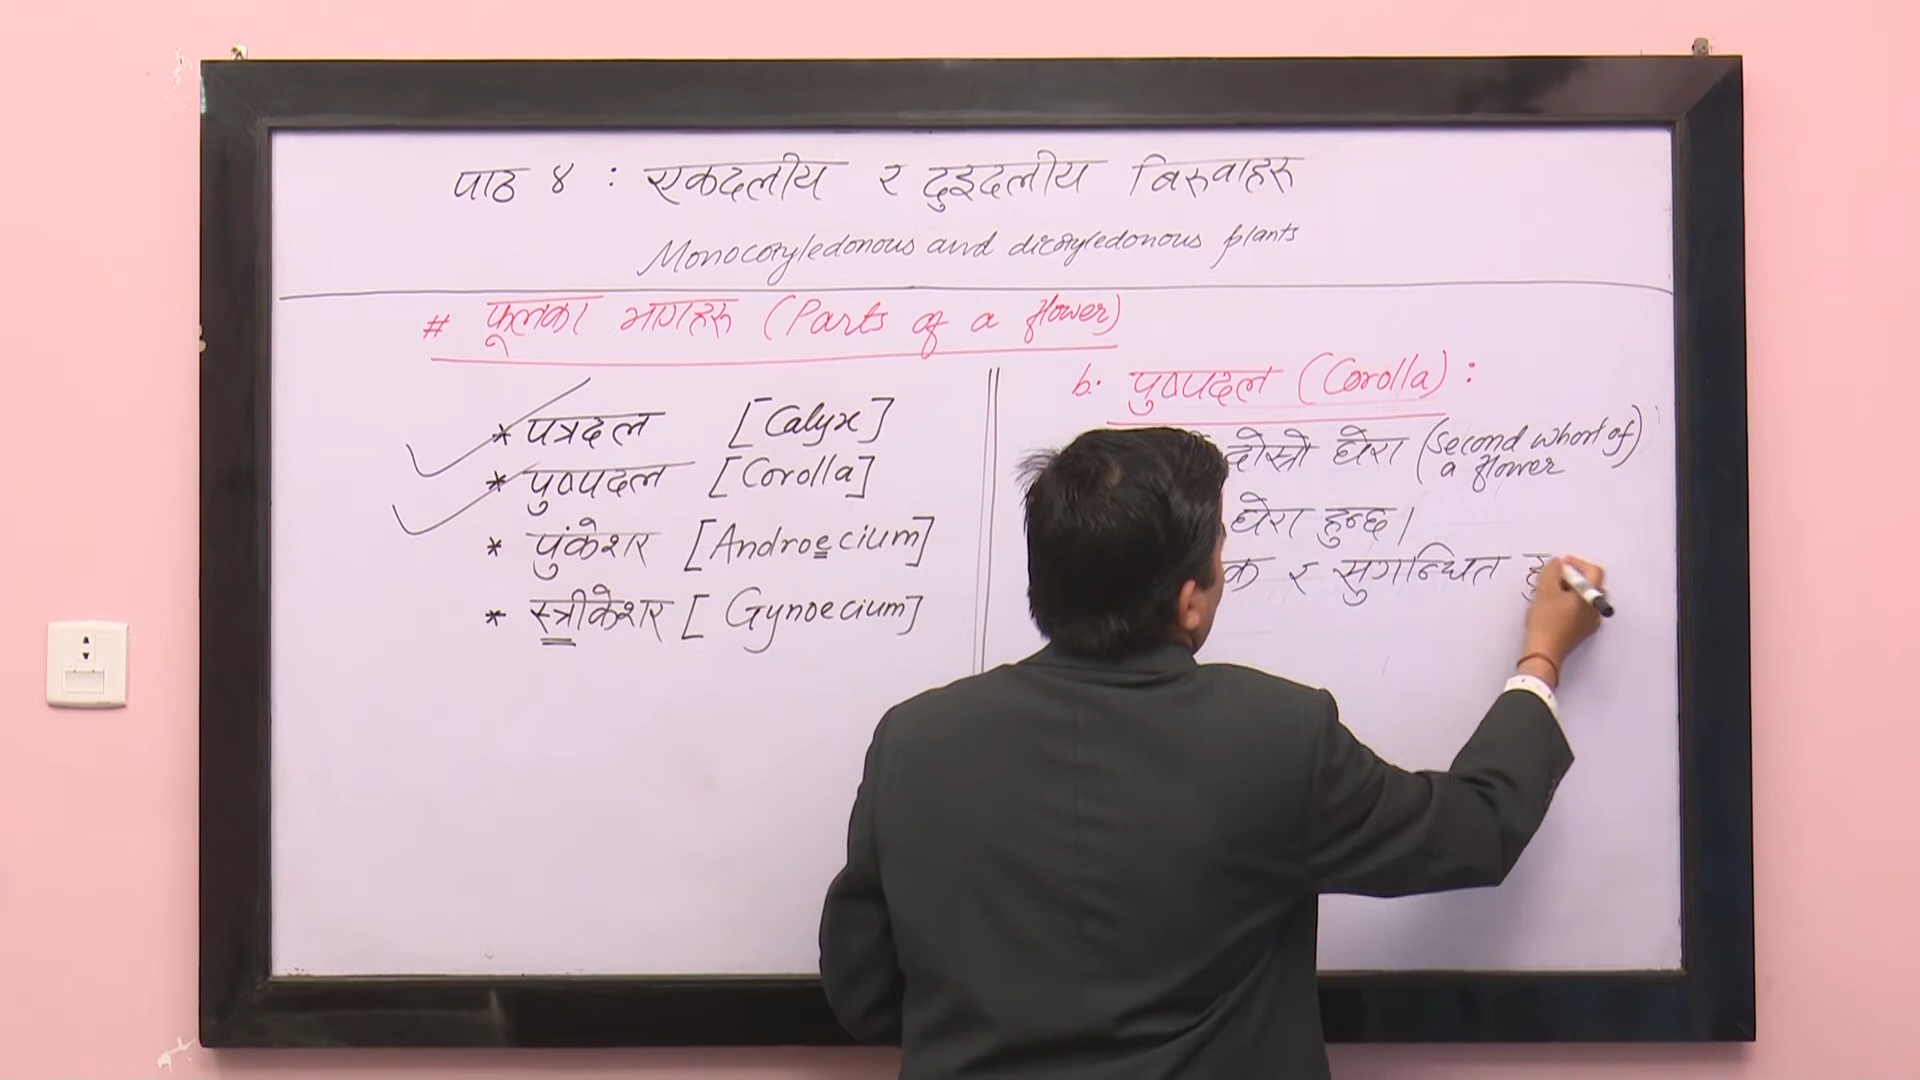 पाठ ४ : एकदलीय र दुइदलीय बिरुवाहरु
Monocotyledonous and dicotyledonous plants
# फूलका भागहरु (Parts of a flower)
* पत्रदल [Calyx]
* पुष्पदल [Corolla]
* पुंकेशर [Androecium]
* स्त्रीकेशर [Gynoecium]
b. पुष्पदल (Corolla) :
दोस्रो घेरा (Second whorl of a flower)
घेरा हुन्छ।
र सुगन्धित